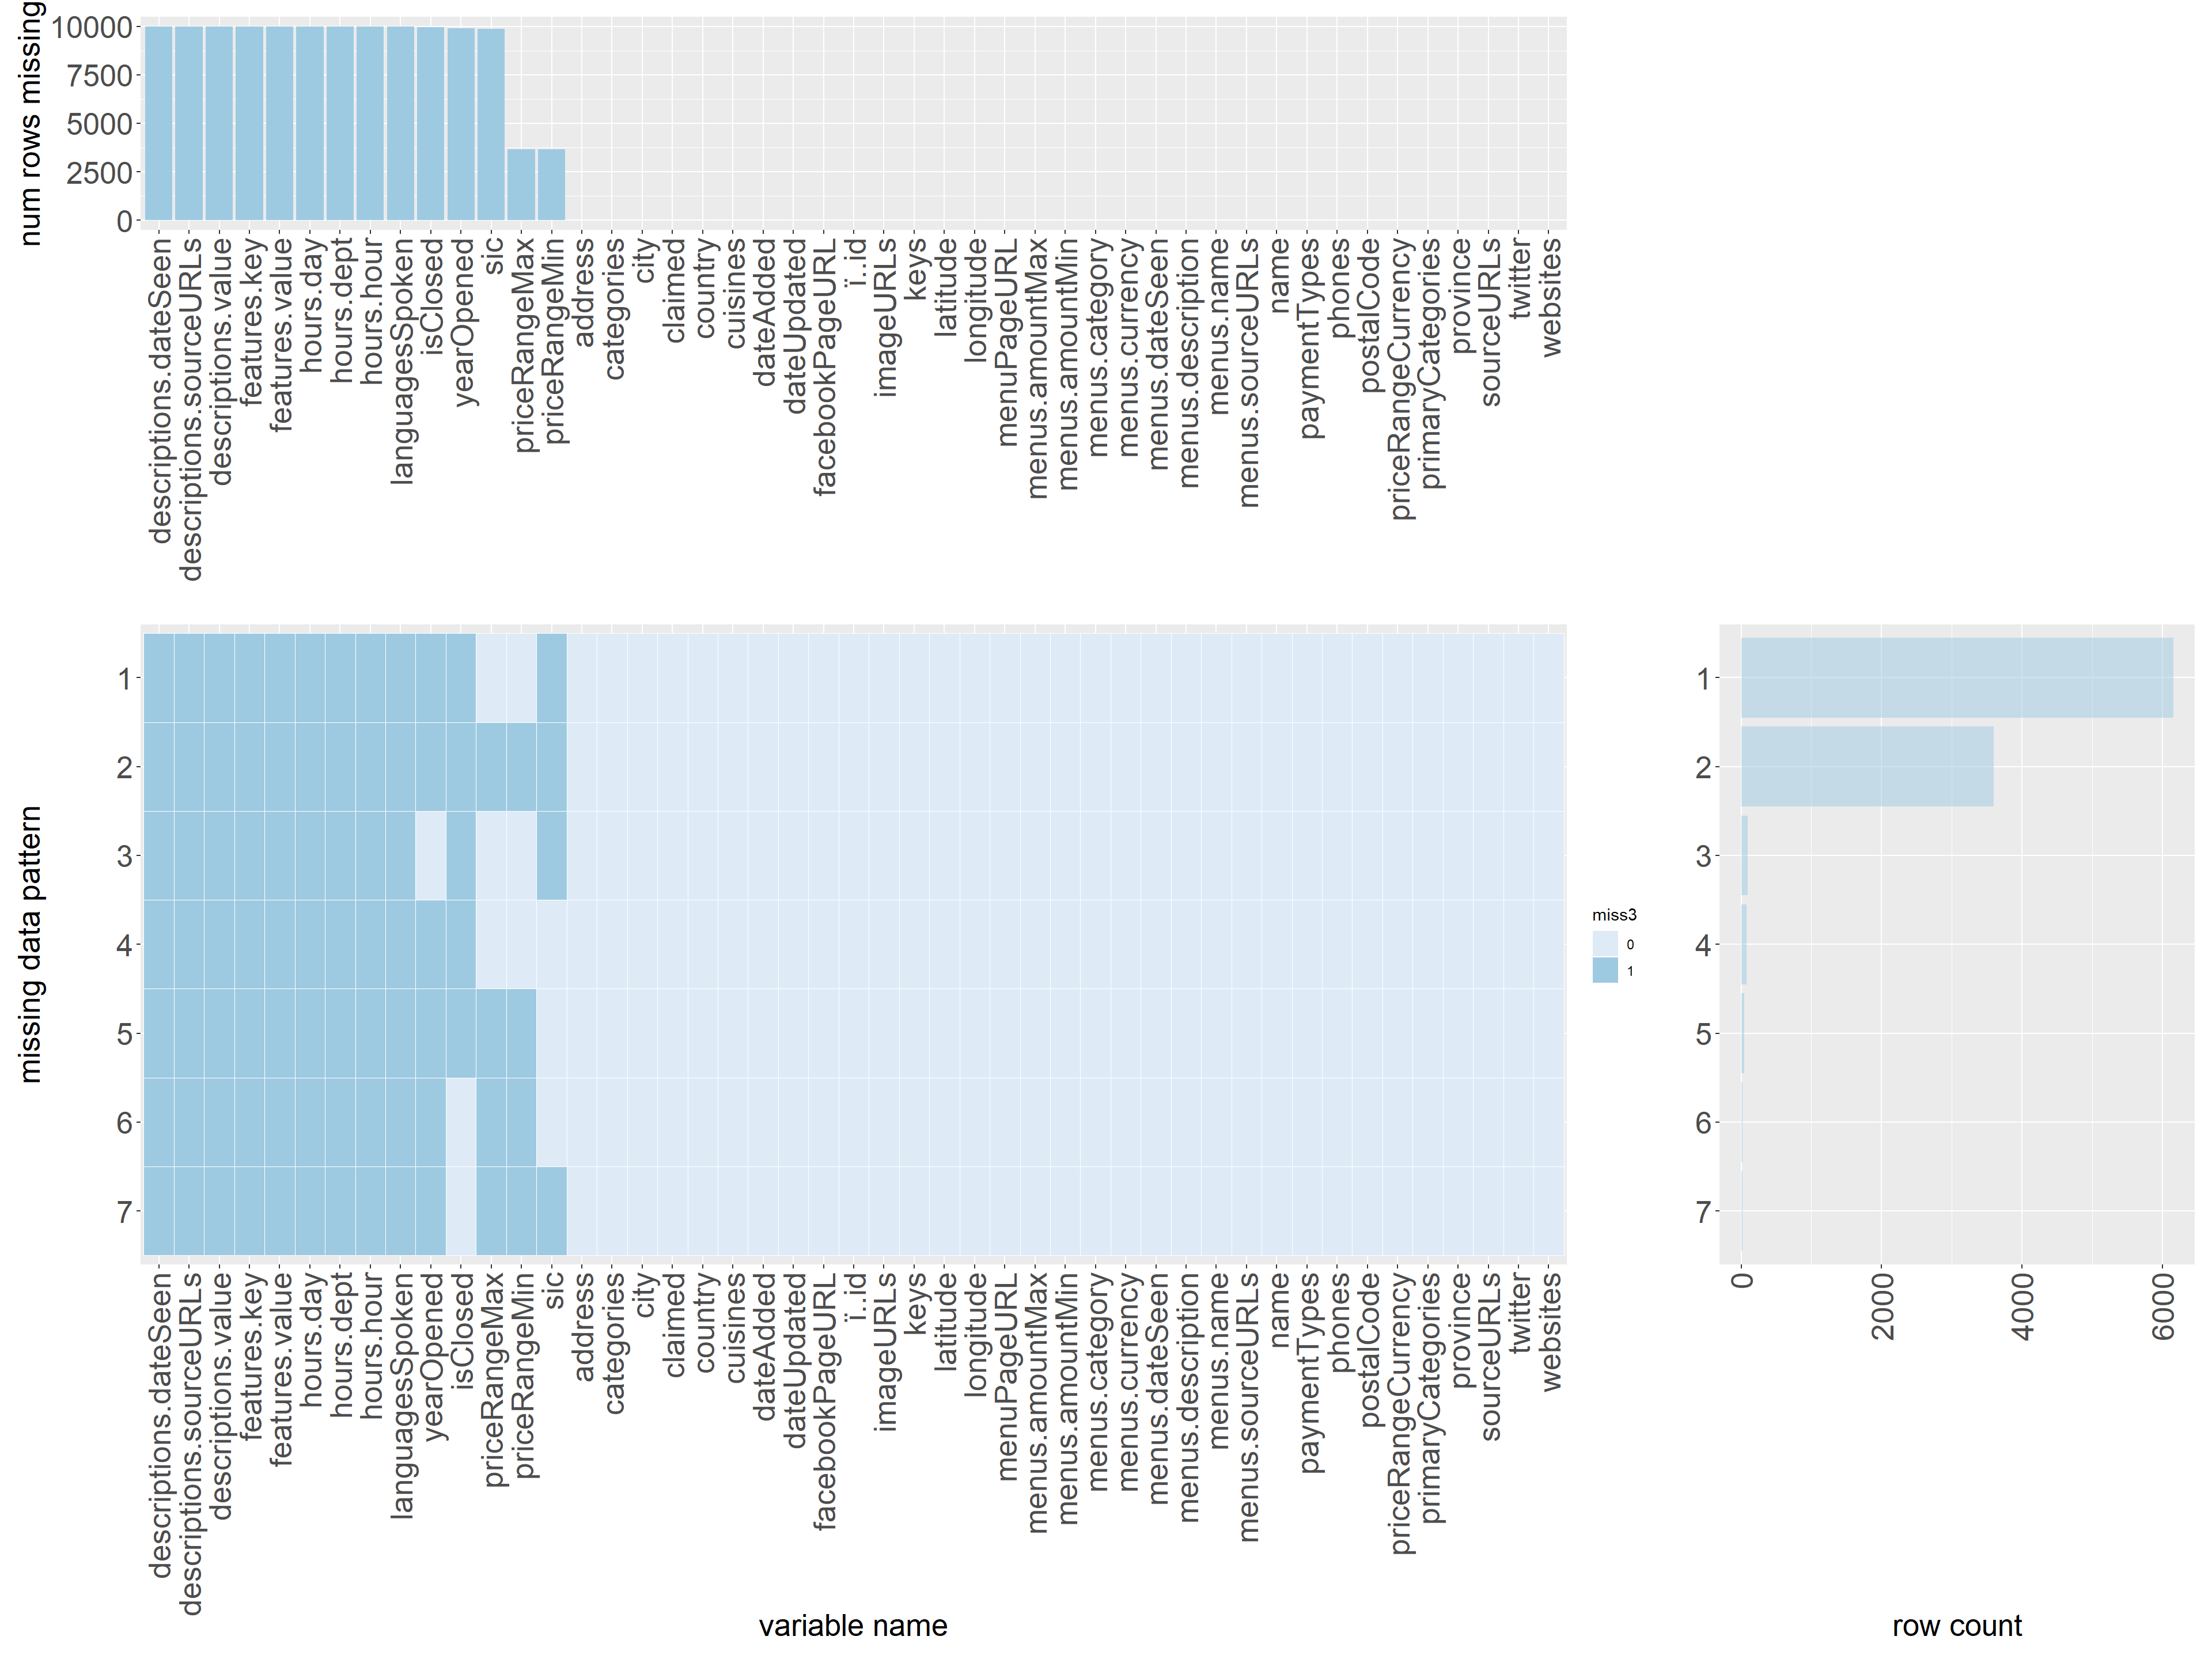 num rows missing
10000
7500
5000
2500
0
descriptions.dateSeen
descriptions.sourceURLs
descriptions.value
features.key
features.value
hours.day
hours.dept
hours.hour
languagesSpoken
isClosed
yearOpened
sic
priceRangeMax
priceRangeMin
address
categories
city
claimed
country
cuisines
dateAdded
dateUpdated
facebookPageURL
ï..id
imageURLs
keys
latitude
longitude
menuPageURL
menus.amountMax
menus.amountMin
menus.category
menus.currency
menus.dateSeen
menus.description
menus.name
menus.sourceURLs
name
paymentTypes
phones
postalCode
priceRangeCurrency
primaryCategories
province
sourceURLs
twitter
websites
missing data pattern
1
2
3
4
5
6
7
descriptions.dateSeen
descriptions.sourceURLs
descriptions.value
features.key
features.value
hours.day
hours.dept
hours.hour
languagesSpoken
yearOpened
isClosed
priceRangeMax
priceRangeMin
sic
address
categories
city
claimed
country
cuisines
dateAdded
dateUpdated
facebookPageURL
ï..id
imageURLs
keys
latitude
longitude
menuPageURL
menus.amountMax
menus.amountMin
menus.category
menus.currency
menus.dateSeen
menus.description
menus.name
menus.sourceURLs
name
paymentTypes
phones
postalCode
priceRangeCurrency
primaryCategories
province
sourceURLs
twitter
websites
variable name
miss3
0
1
1
2
3
4
5
6
7
0
2000
4000
6000
row count